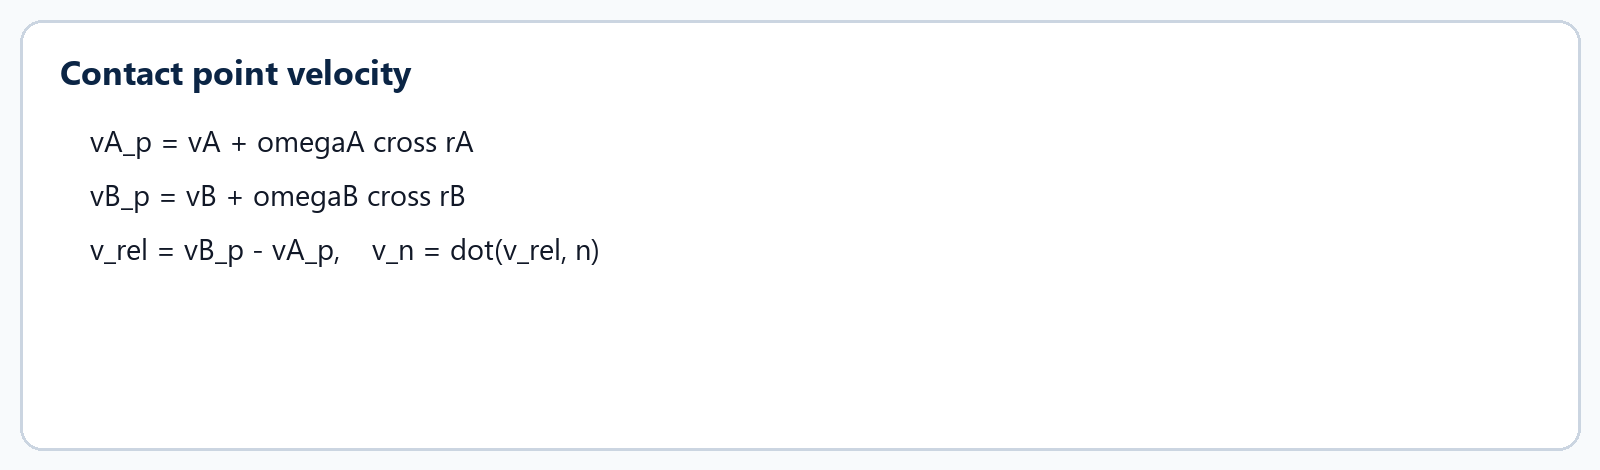 Contact point velocity
vA_p = vA + omegaA cross rA
vB_p = vB + omegaB cross rB
v_rel = vB_p - vA_p,    v_n = dot(v_rel, n)